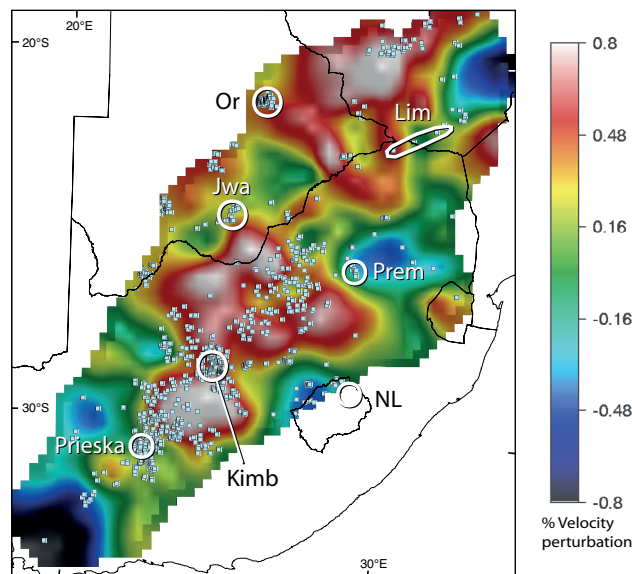 20°E
20°S
0.8
Or
Lim
0.48
Jwa
0.16
Prem
-0.16
30°S
NL
-0.48
Prieska
Kimb
-0.8
% Velocity
perturbation
30°E